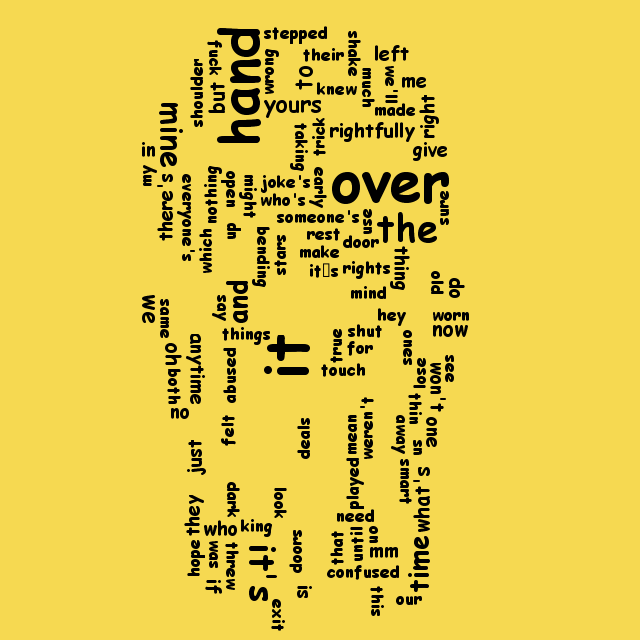 stepped
hand
their
shake
left
fuck
wrong
to
we'll
me
shoulder
but
knew
much
yours
made
right
mine
taking
trick
rightfully
give
in
my
there's
everyone's
nothing
open
might
joke's
early
over
who's
sure
someone's
use
the
which
up
bending
stars
rest
door
make
thing
it's
rights
old
do
mind
and
say
we
same
hey
worn
now
things
it
true
shut
for
ones
oh
both
anytime
abused
touch
see
lose
won't
thin
no
felt
deals
mean
weren't
away
us
one
just
played
smart
what's
dark
look
need
they
who
king
until
on
that
mm
time
hope
was
if
threw
it's
doors
is
confused
this
our
exit